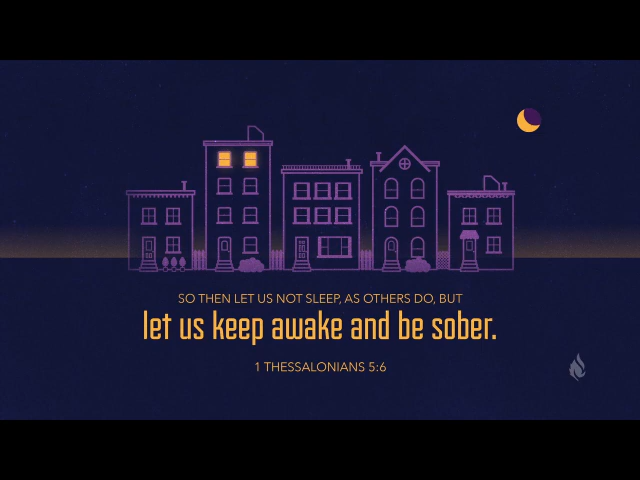 SO THEN LET US NOT SLEEP, AS OTHERS DO, BUT
let us keep awake and be sober.
1 THESSALONIANS 5:6